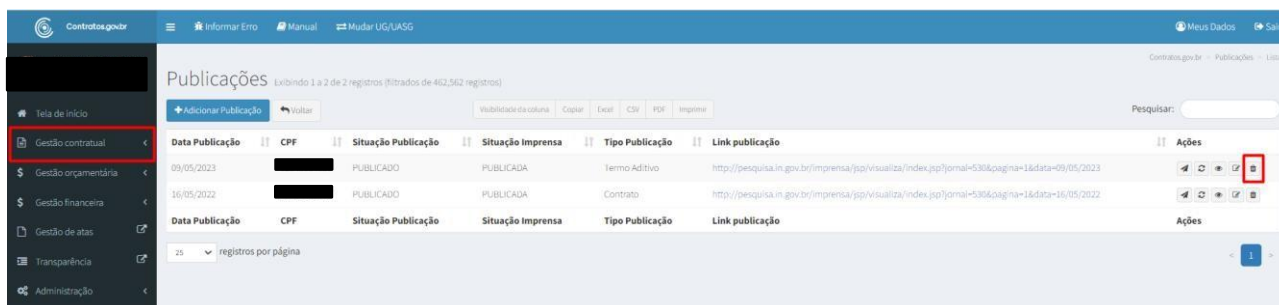 Contratos.gov.br
Informar Erro Manual Mudar UG/UASG Meus Dados Sai
Contratos.gov.br Publicações List
Publicações Exibindo 1 a 2 de 2 registros (filtrados de 462,562 registros)
Adicionar Publicação Voltar Visibilidade da coluna Copiar Excel CSV PDF Imprimir Pesquisar:
Tela de início
Gestão contratual
Gestão orçamentária
Gestão financeira
Gestão de atas
Transparência
Administração
Data Publicação CPF Situação Publicação Situação Imprensa Tipo Publicação Link publicação Ações
09/05/2023 PUBLICADO PUBLICADA Termo Aditivo http://pesquisa.in.gov.br/imprensa/jsp/visualiza/index.jsp?jornal=530&pagina=1&data=09/05/2023
16/05/2022 PUBLICADO PUBLICADA Contrato http://pesquisa.in.gov.br/imprensa/jsp/visualiza/index.jsp?jornal=530&pagina=1&data=16/05/2022
Data Publicação CPF Situação Publicação Situação Imprensa Tipo Publicação Link publicação Ações
25 registros por página < 1 >